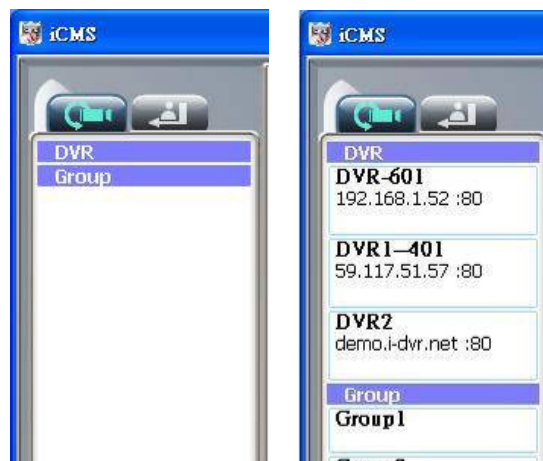 iCMS
DVR
Group
iCMS
DVR
DVR-601
192.168.1.52 :80
DVR1–401
59.117.51.57 :80
DVR2
demo.i-dvr.net :80
Group
Group1